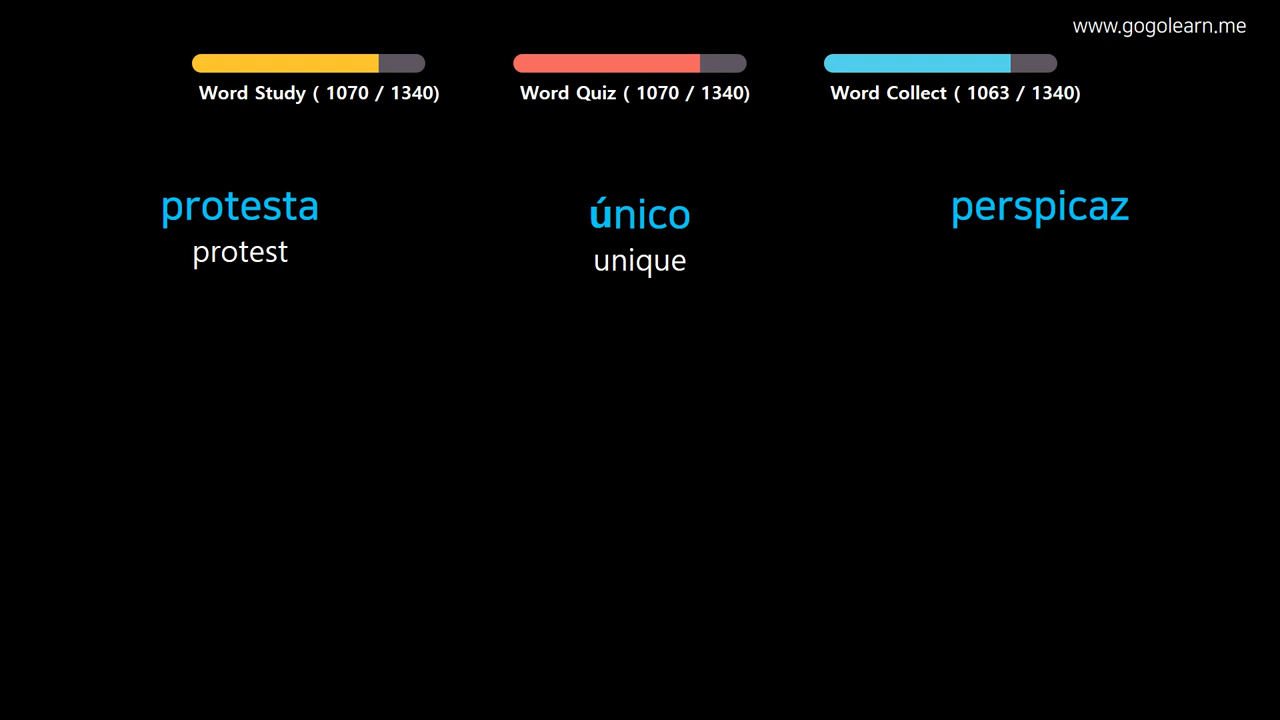 www.gogolearn.me
Word Study ( 1070 / 1340)
Word Quiz ( 1070 / 1340)
Word Collect ( 1063 / 1340)
protesta
protest
único
unique
perspicaz